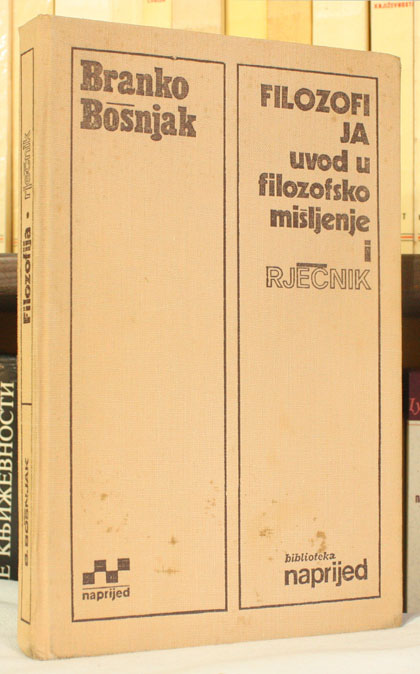 Branko
Bošnjak
FILOZOFI
JA
uvod u
filozofsko
mišljenje
i
RJEČNIK
naprijed
biblioteka
naprijed
Filozofija • rječnik
B. BOŠNJAK
Е КЊИЖЕВНОСТИ